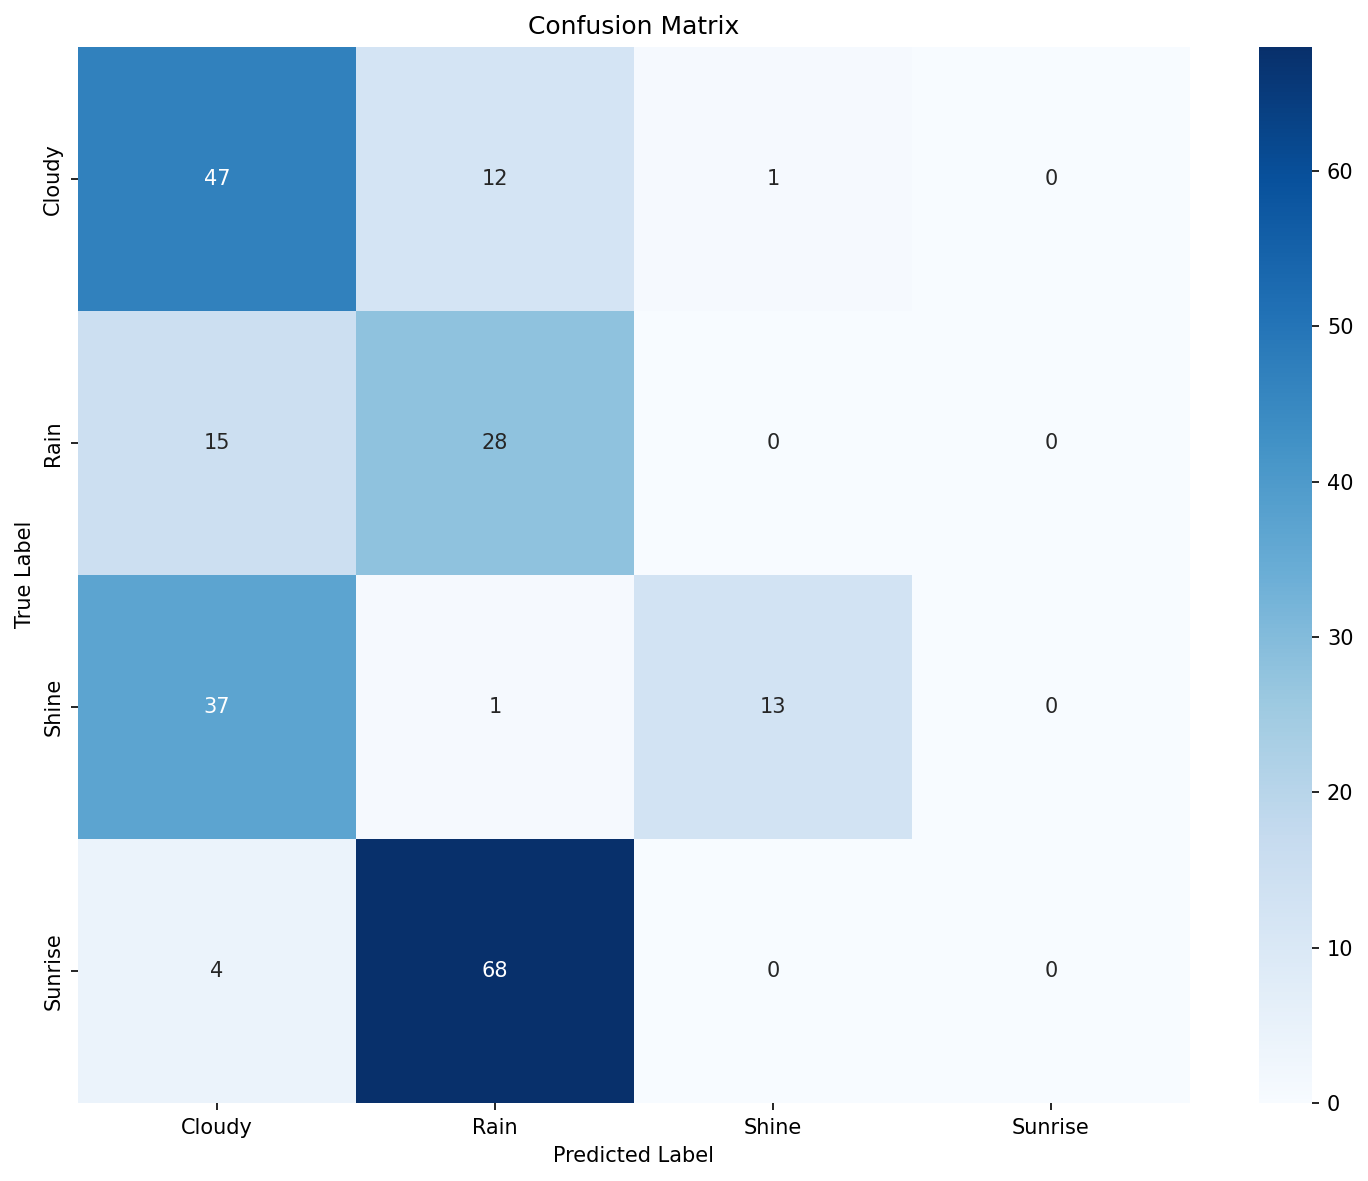 Confusion Matrix
True Label
Cloudy
47 12 1 0
Rain
15 28 0 0
Shine
37 1 13 0
Sunrise
4 68 0 0
Cloudy Rain Shine Sunrise
Predicted Label
60
50
40
30
20
10
0